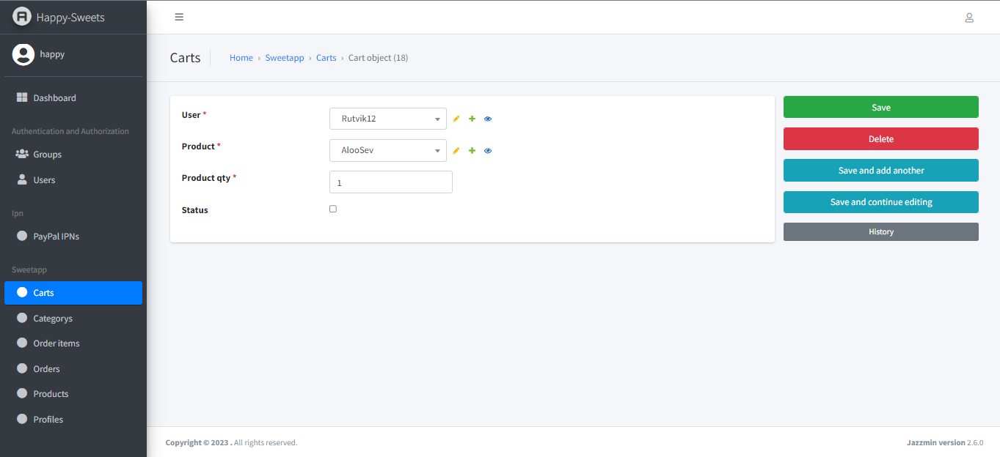 Happy-Sweets
happy
Dashboard
Authentication and Authorization
Groups
Users
Ipn
PayPal IPNs
Sweetapp
Carts
Categorys
Order items
Orders
Products
Profiles
Carts
Home › Sweetapp › Carts › Cart object (18)
User *
Rutvik12
Product *
AlooSev
Product qty *
1
Status
Save
Delete
Save and add another
Save and continue editing
History
Copyright © 2023 . All rights reserved.
Jazzmin version 2.6.0